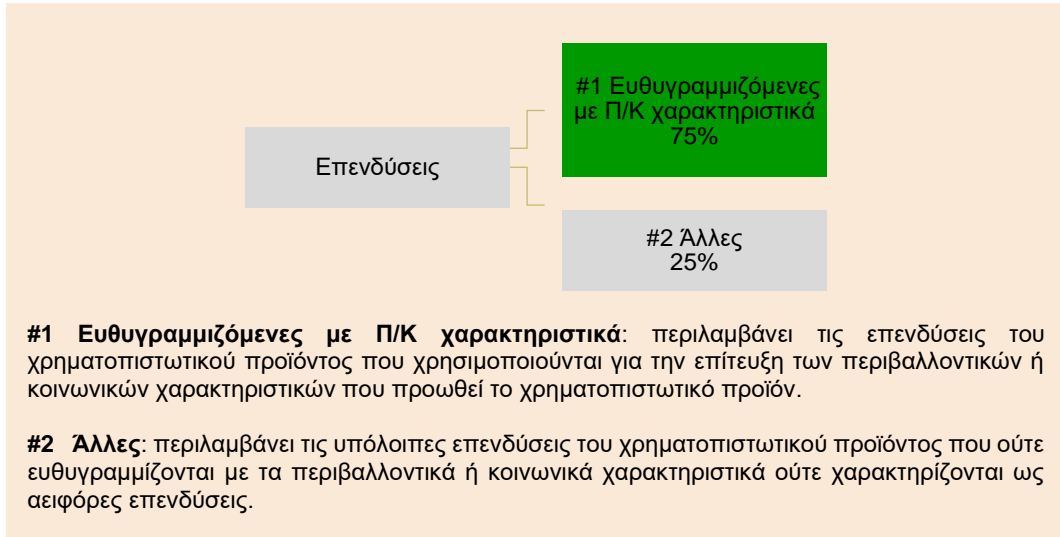 #1 Ευθυγραμμιζόμενες
με Π/Κ χαρακτηριστικά
75%
Επενδύσεις
#2 Άλλες
25%
#1 Ευθυγραμμιζόμενες με Π/Κ χαρακτηριστικά: περιλαμβάνει τις επενδύσεις του
χρηματοπιστωτικού προϊόντος που χρησιμοποιούνται για την επίτευξη των περιβαλλοντικών ή
κοινωνικών χαρακτηριστικών που προωθεί το χρηματοπιστωτικό προϊόν.
#2 Άλλες: περιλαμβάνει τις υπόλοιπες επενδύσεις του χρηματοπιστωτικού προϊόντος που ούτε
ευθυγραμμίζονται με τα περιβαλλοντικά ή κοινωνικά χαρακτηριστικά ούτε χαρακτηρίζονται ως
αειφόρες επενδύσεις.